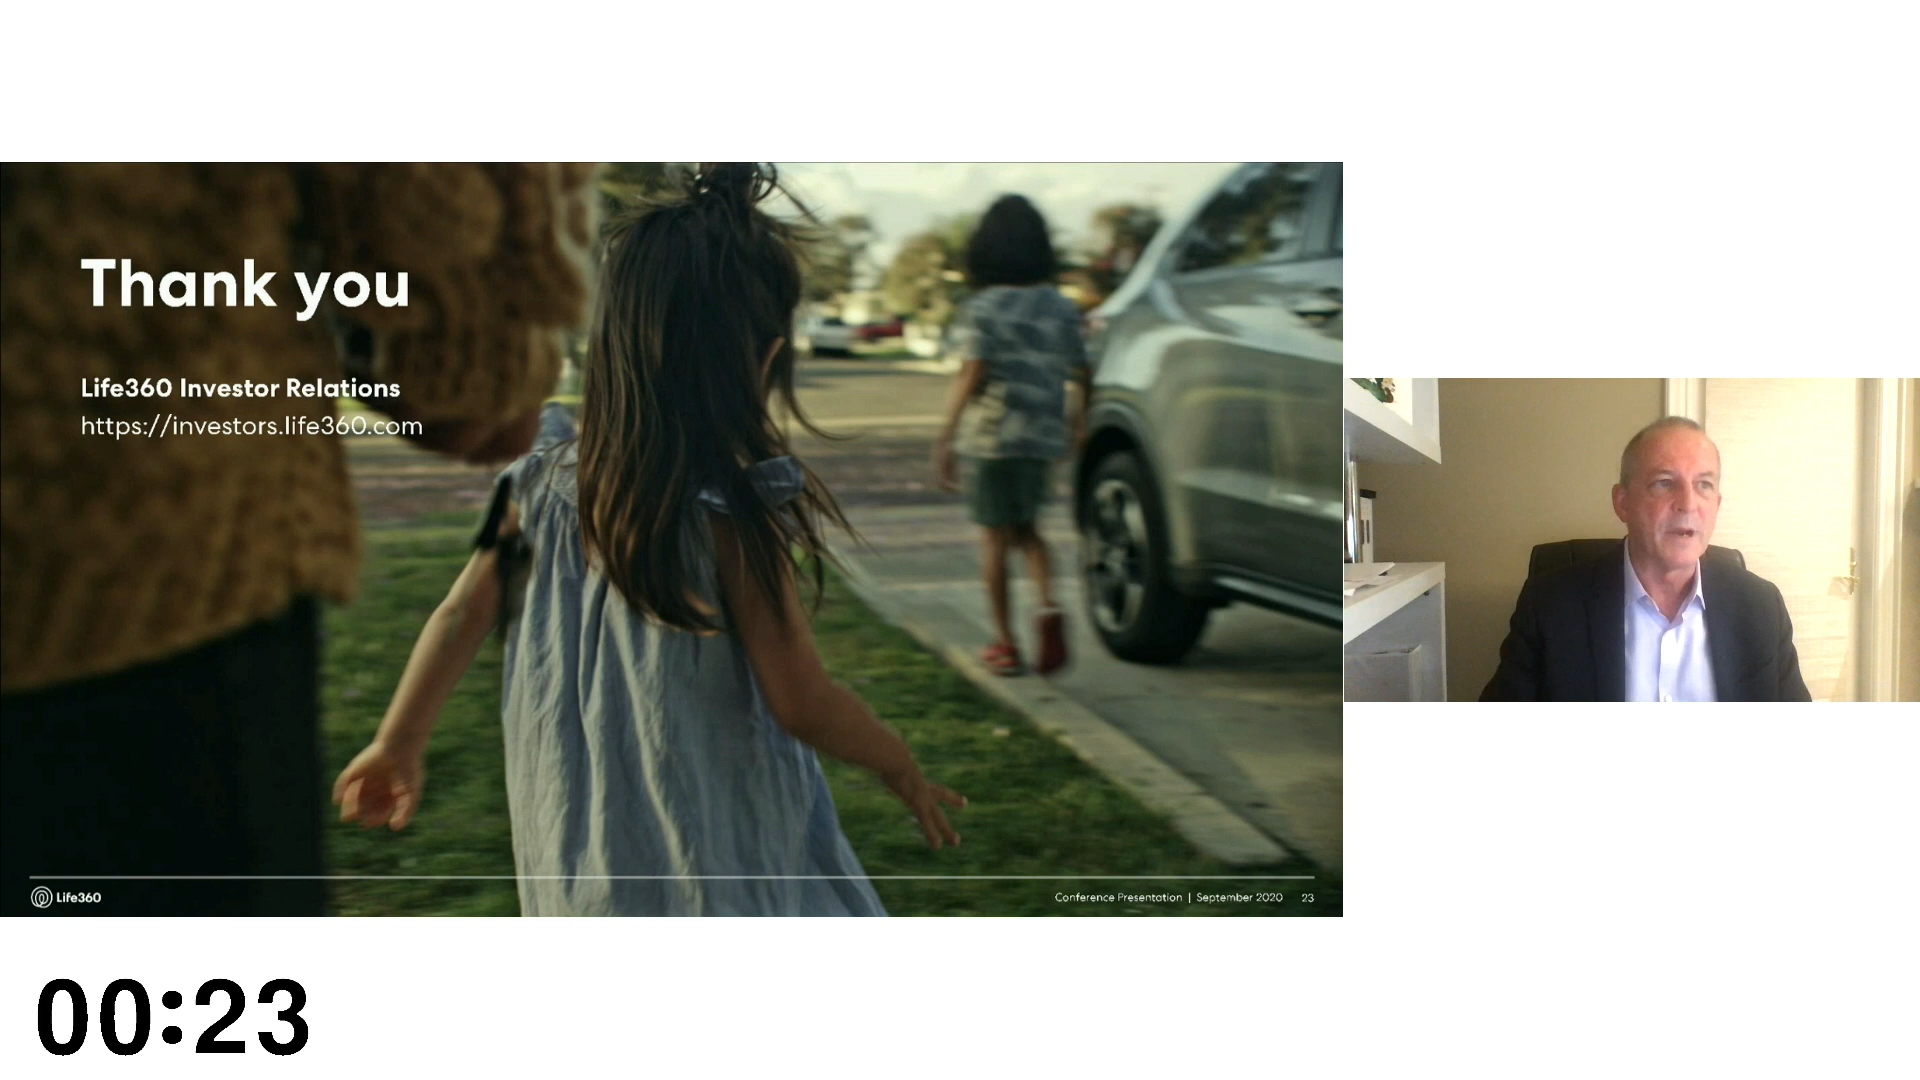 Thank you
Life360 Investor Relations
https://investors.life360.com
Life360
Conference Presentation | September 2020 23
00:23